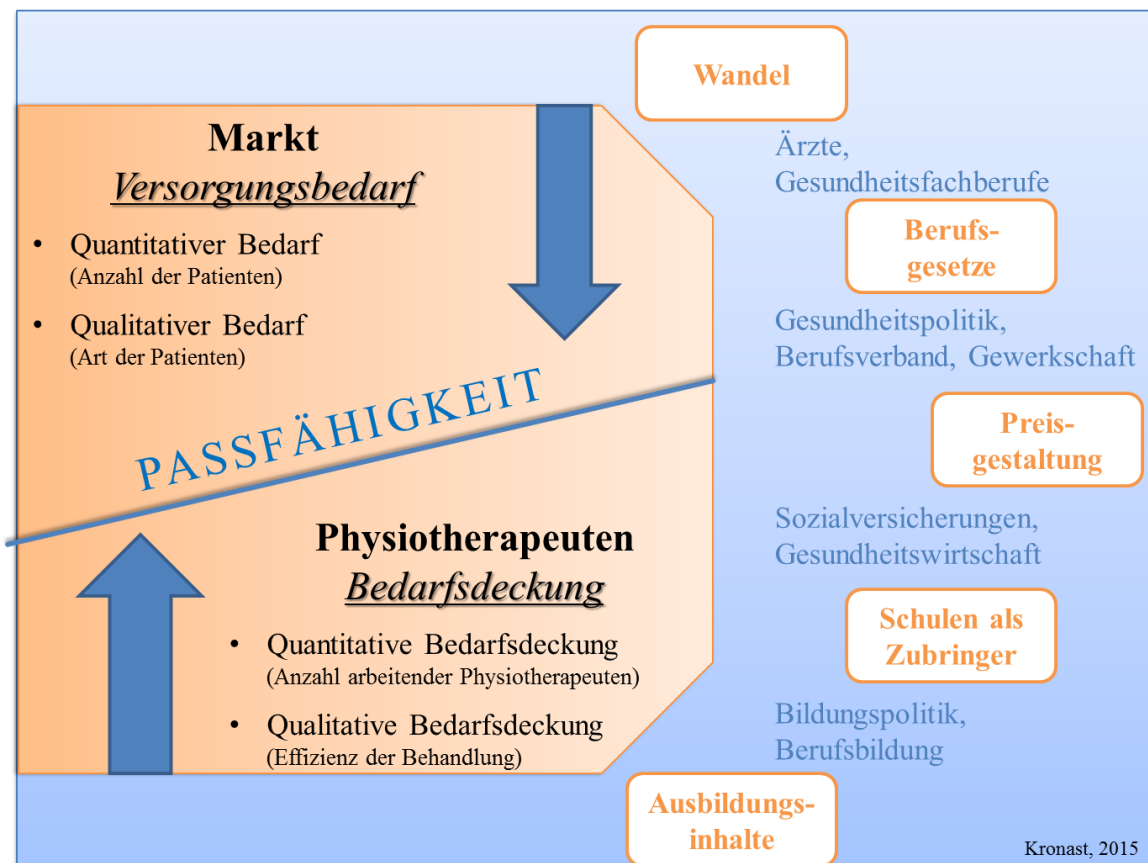 Wandel
Markt
Versorgungsbedarf
• Quantitativer Bedarf
(Anzahl der Patienten)
• Qualitativer Bedarf
(Art der Patienten)
PASSFÄHIGKEIT
Physiotherapeuten
Bedarfsdeckung
• Quantitative Bedarfsdeckung
(Anzahl arbeitender Physiotherapeuten)
• Qualitative Bedarfsdeckung
(Effizienz der Behandlung)
Ärzte,
Gesundheitsfachberufe
Berufs-
gesetze
Gesundheitspolitik,
Berufsverband, Gewerkschaft
Preis-
gestaltung
Sozialversicherungen,
Gesundheitswirtschaft
Schulen als
Zubringer
Bildungspolitik,
Berufsbildung
Ausbildungs-
inhalte
Kronast, 2015